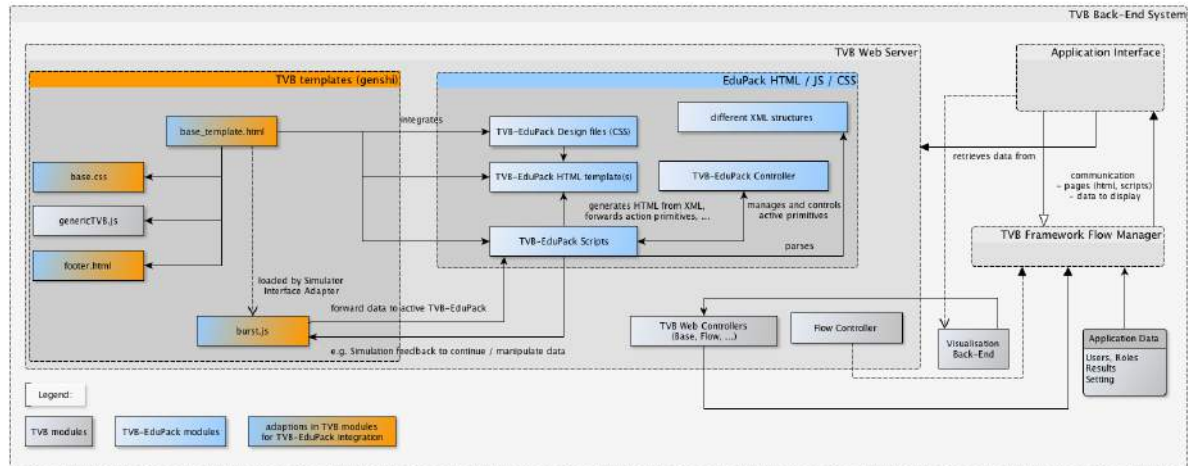 TVB Back-End System
TVB Web Server
Application Interface
TVB templates (genshi)
EduPack HTML / JS / CSS
base_template.html
integrates
TVB-EduPack Design files (CSS)
different XML structures
retrieves data from
base.css
TVB-EduPack HTML template(s)
TVB-EduPack Controller
communication
- pages (html, scripts)
- data to display
genericTVB.js
generates HTML from XML,
forwards action primitives, ...
manages and controls
active primitives
TVB-EduPack Scripts
parses
TVB Framework Flow Manager
footer.html
loaded by Simulator
Interface Adapter
forward data to active TVB-EduPack
burst.js
e.g. Simulation feedback to continue / manipulate data
TVB Web Controllers
(Base, Flow, ...)
Flow Controller
Visualisation
Back-End
Application Data
Users, Roles
Results
Setting
Legend:
TVB modules
TVB-EduPack modules
adaptions in TVB modules
for TVB-EduPack Integration